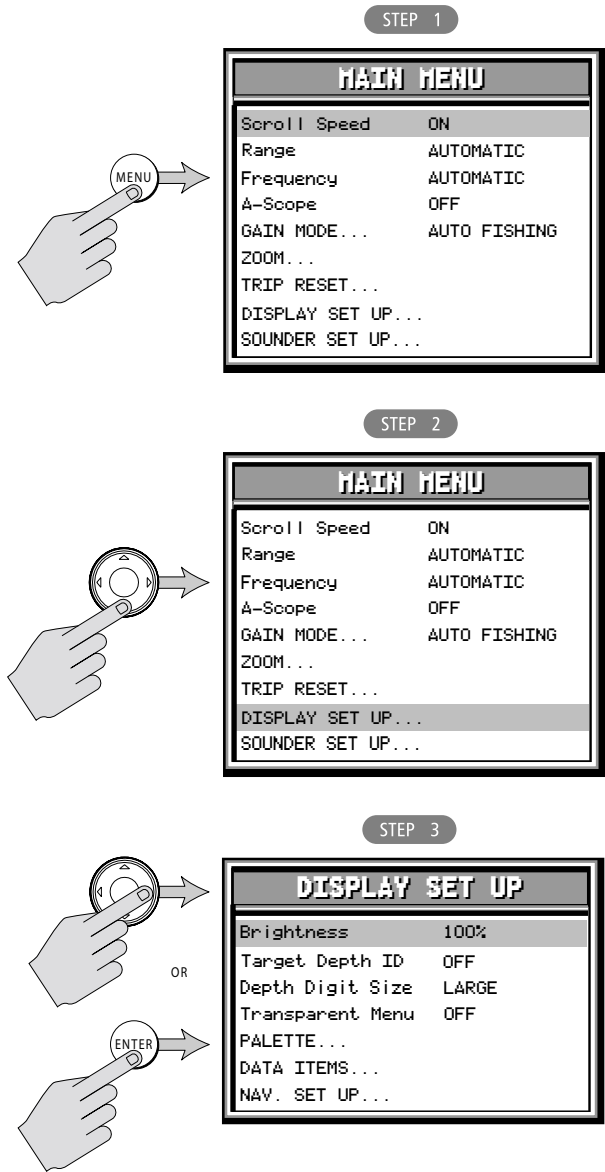 STEP 1
MAIN MENU
Scroll Speed ON
Range AUTOMATIC
MENU
Frequency AUTOMATIC
A-Scope OFF
GAIN MODE... AUTO FISHING
ZOOM...
TRIP RESET...
DISPLAY SET UP...
SOUNDER SET UP...
STEP 2
MAIN MENU
Scroll Speed ON
Range AUTOMATIC
Frequency AUTOMATIC
A-Scope OFF
GAIN MODE... AUTO FISHING
ZOOM...
TRIP RESET...
DISPLAY SET UP...
SOUNDER SET UP...
STEP 3
DISPLAY SET UP
Brightness 100%
Target Depth ID OFF
OR
Depth Digit Size LARGE
Transparent Menu OFF
ENTER
PALETTE...
DATA ITEMS...
NAV. SET UP...